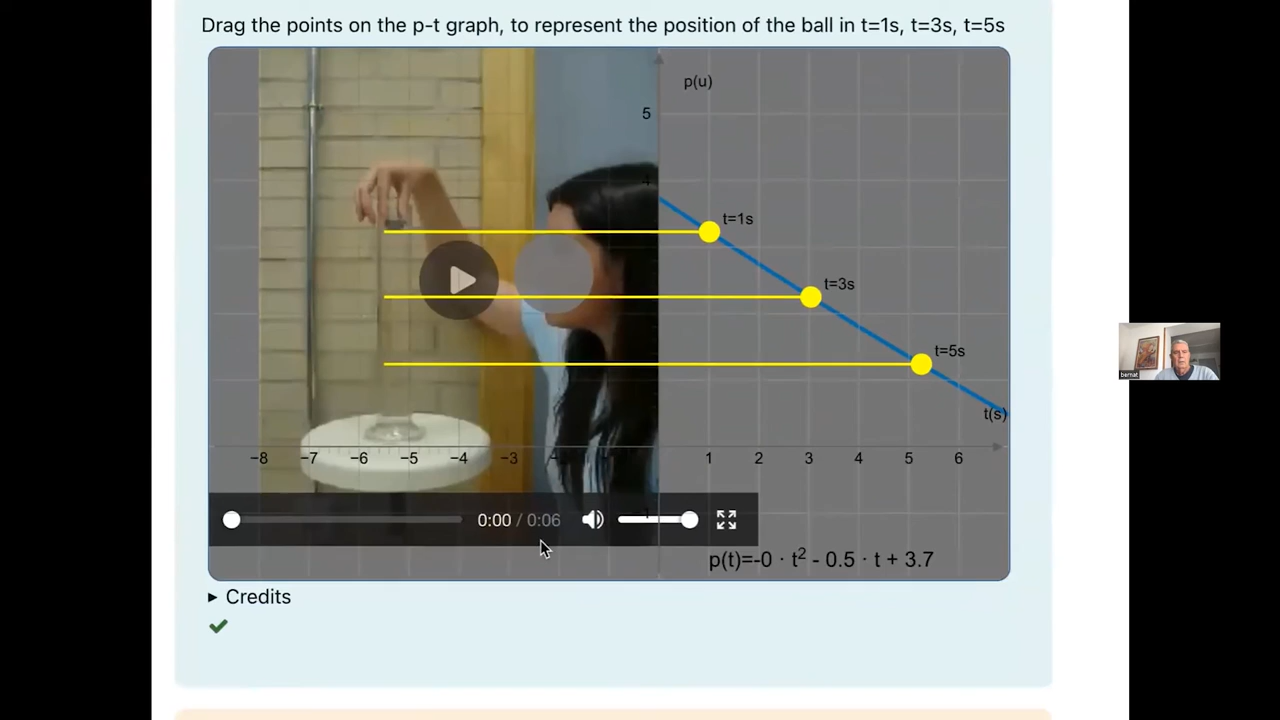 Drag the points on the p-t graph, to represent the position of the ball in t=1s, t=3s, t=5s
p(u)
5
4
t=1s
t=3s
t=5s
t(s)
−8 −7 −6 −5 −4 −3 1 2 3 4 5 6
0:00 / 0:06
p(t)=-0 · t² - 0.5 · t + 3.7
Credits
bernat